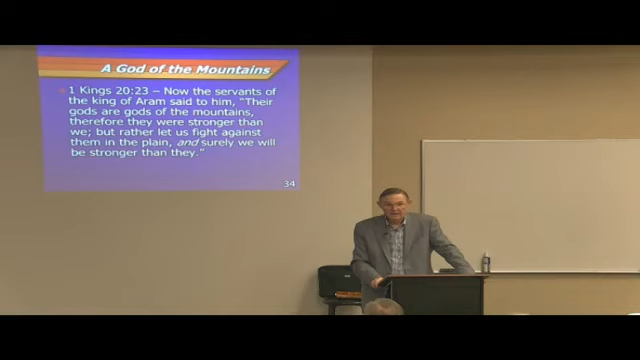 A God of the Mountains
1 Kings 20:23 – Now the servants of
the king of Aram said to him, “Their
gods are gods of the mountains,
therefore they were stronger than
we; but rather let us fight against
them in the plain, and surely we will
be stronger than they.”
34